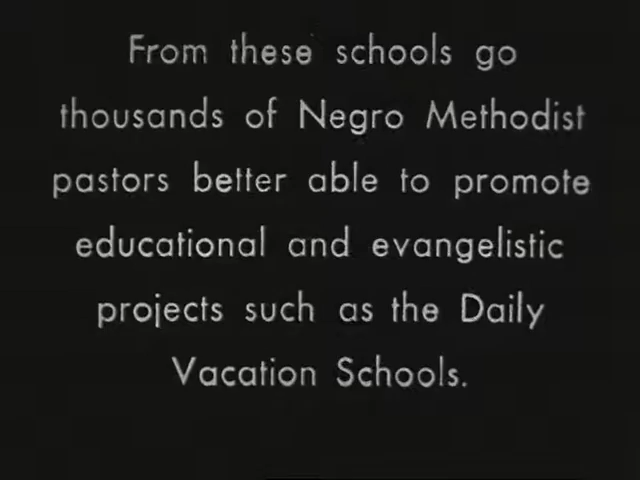 From these schools go
thousands of Negro Methodist
pastors better able to promote
educational and evangelistic
projects such as the Daily
Vacation Schools.